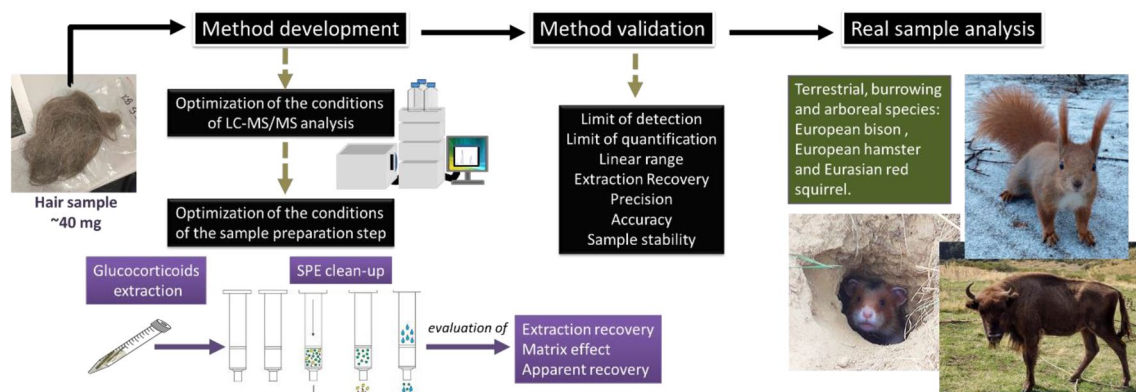 Method development
Method validation
Real sample analysis
Hair sample
~40 mg
Optimization of the conditions
of LC-MS/MS analysis
Optimization of the conditions
of the sample preparation step
Limit of detection
Limit of quantification
Linear range
Extraction Recovery
Precision
Accuracy
Sample stability
Terrestrial, burrowing
and arboreal species:
European bison ,
European hamster
and Eurasian red
squirrel.
Glucocorticoids
extraction
SPE clean-up
evaluation of
Extraction recovery
Matrix effect
Apparent recovery